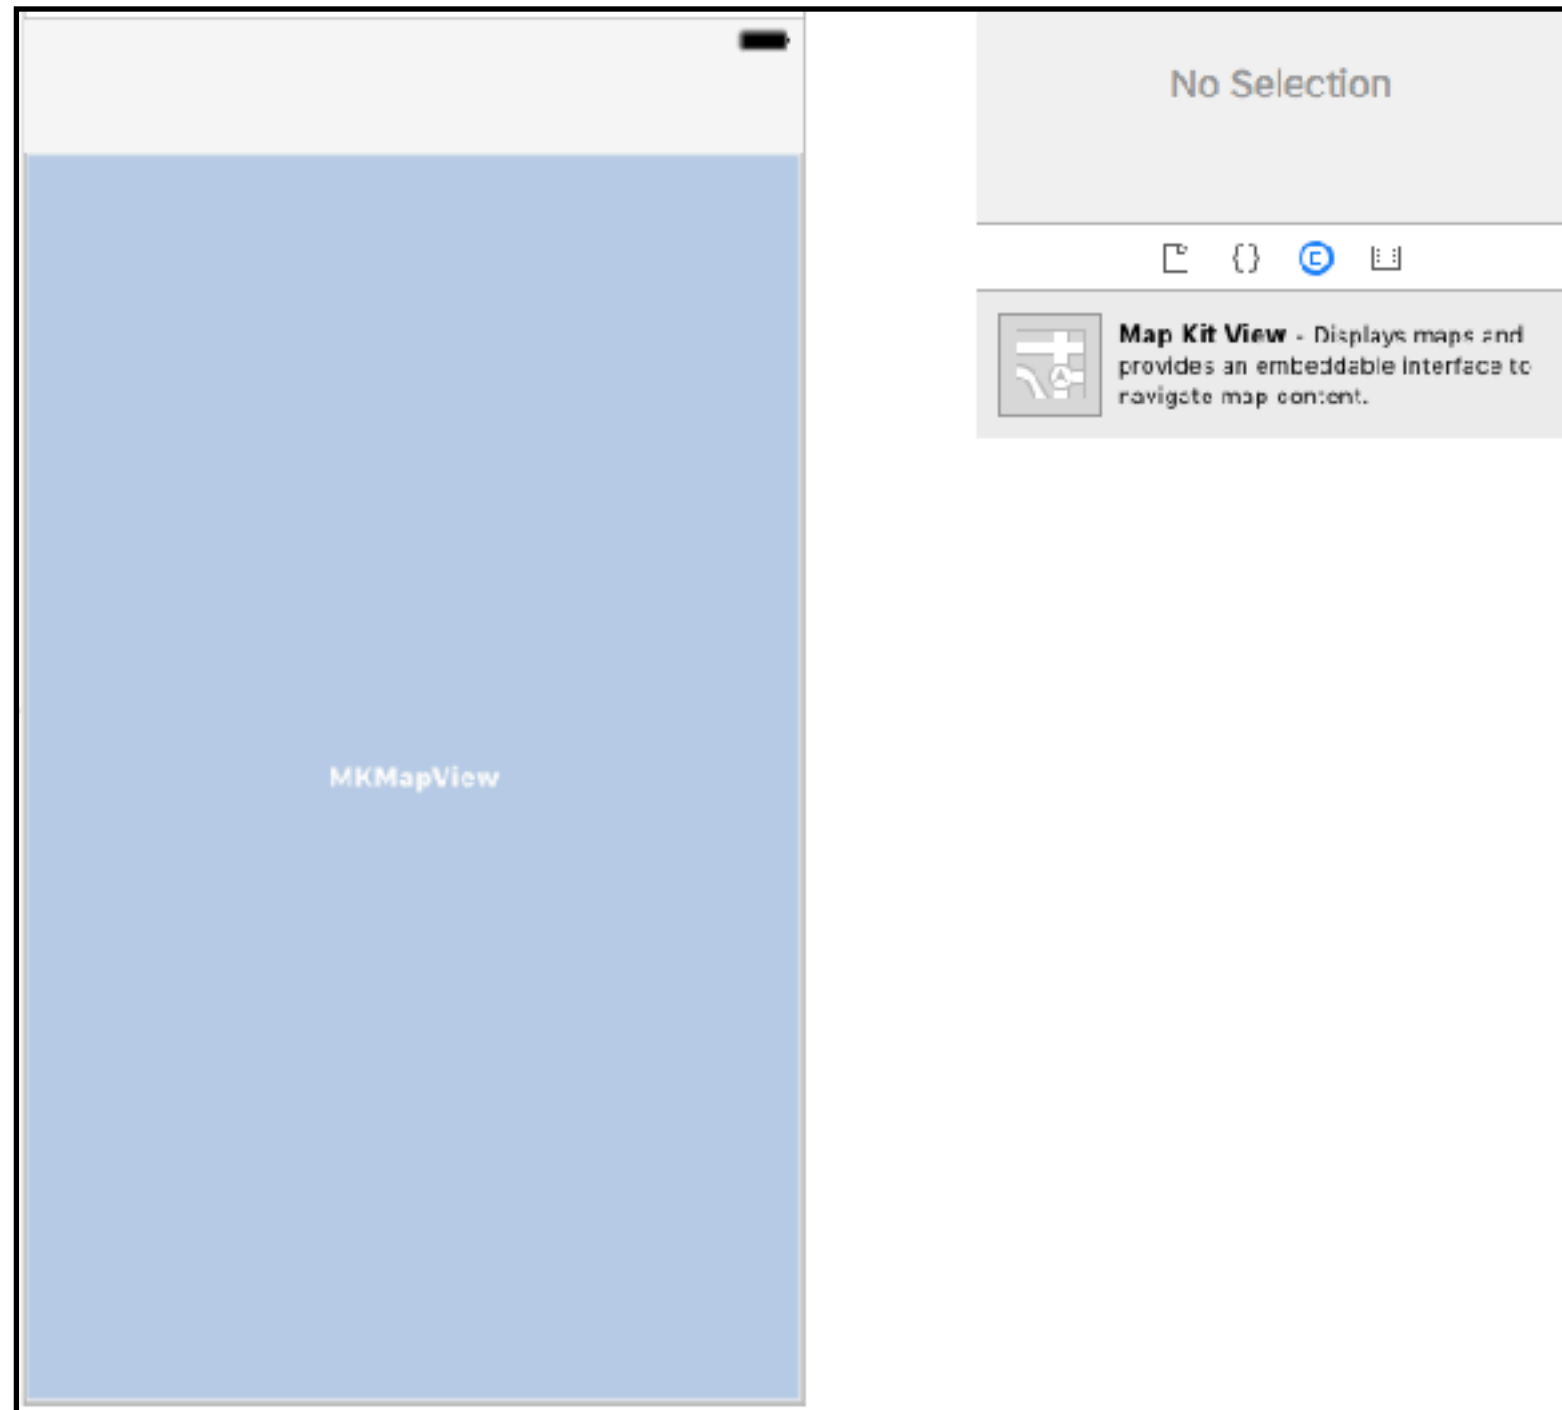 No Selection
{}
Map Kit View - Displays maps and
provides an embeddable interface to
navigate map content.
MKMapView